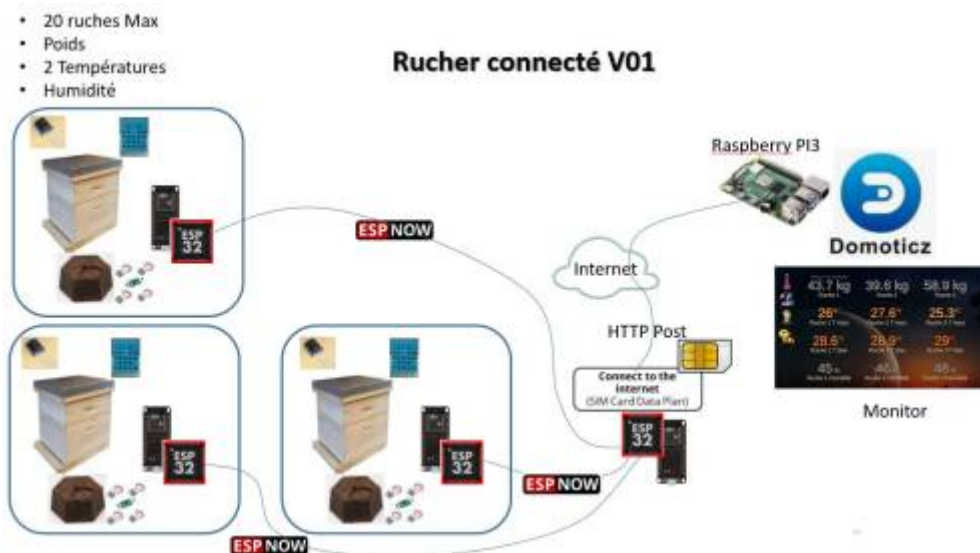 • 20 ruches Max
• Poids
• 2 Températures
• Humidité
Rucher connecté V01
Raspberry PI3
Domoticz
ESP 32
ESP NOW
Internet
HTTP Post
Connect to the internet
(SIM Card Data Plan)
ESP 32
43.7 kg 39.6 kg 58.9 kg
26° 27.6° 25.3°
28.6° 28.9° 29°
45 46 48
Monitor
ESP 32
ESP NOW
ESP 32
ESP NOW